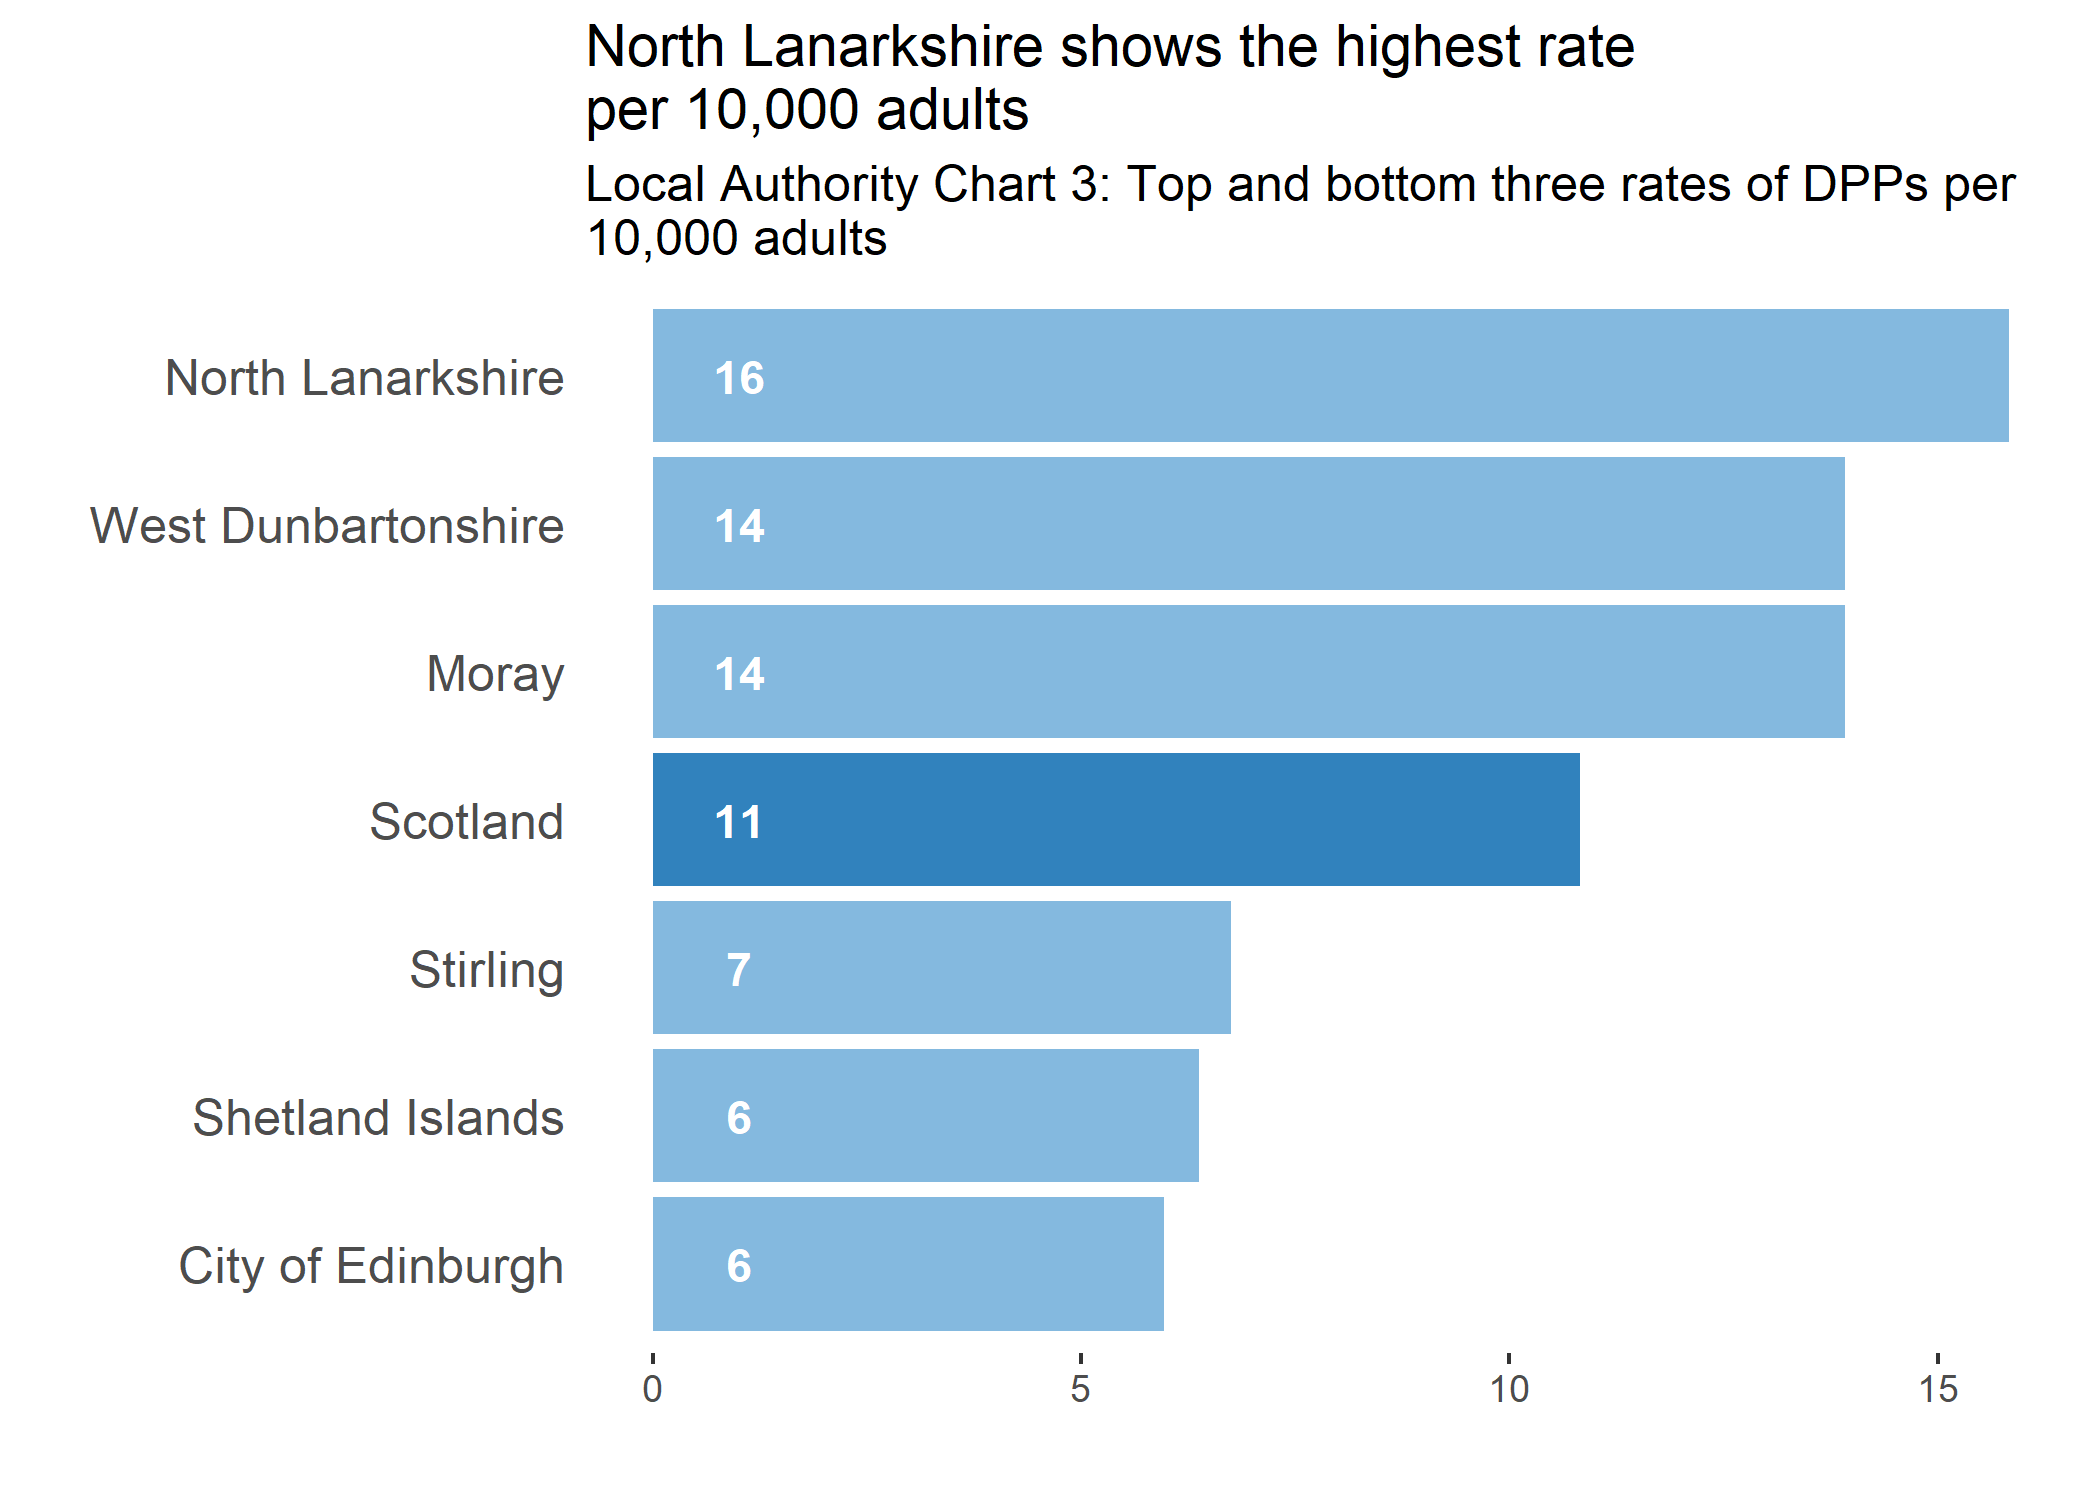 North Lanarkshire shows the highest rate
per 10,000 adults
Local Authority Chart 3: Top and bottom three rates of DPPs per
10,000 adults
North Lanarkshire 16
West Dunbartonshire 14
Moray 14
Scotland 11
Stirling 7
Shetland Islands 6
City of Edinburgh 6
0 5 10 15